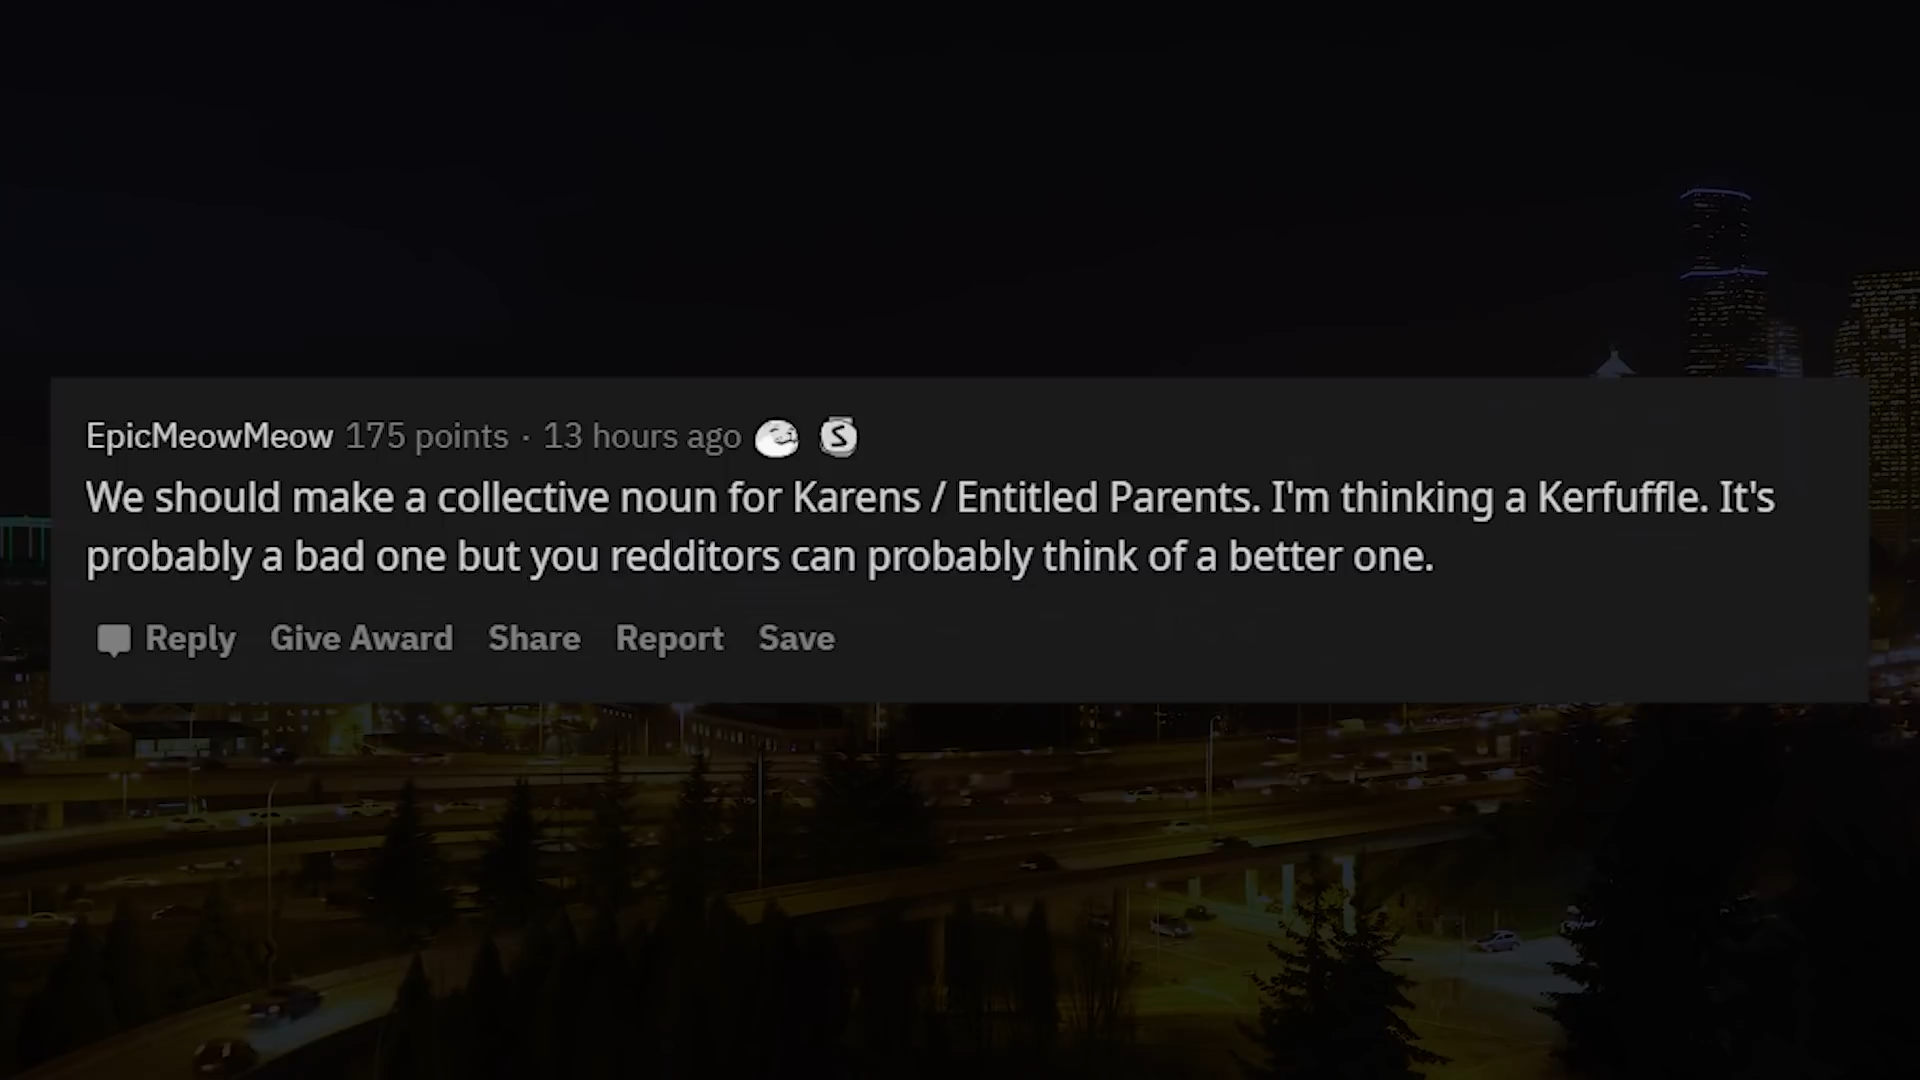 EpicMeowMeow 175 points · 13 hours ago
We should make a collective noun for Karens / Entitled Parents. I'm thinking a Kerfuffle. It's
probably a bad one but you redditors can probably think of a better one.
Reply Give Award Share Report Save